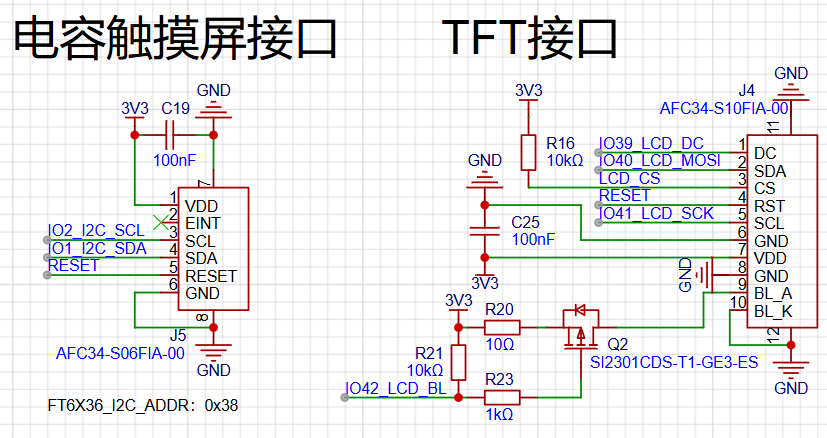 电容触摸屏接口
TFT接口
GND
3V3
C19
100nF
7
1
VDD
2
EINT
IO2_I2C_SCL
3
SCL
IO1_I2C_SDA
4
SDA
RESET
5
RESET
6
GND
8
J5
AFC34-S06FIA-00
GND
FT6X36_I2C_ADDR：0x38
GND
J4
AFC34-S10FIA-00
3V3
R16
10kΩ
11
IO39_LCD_DC
1
DC
IO40_LCD_MOSI
2
SDA
LCD_CS
3
CS
RESET
4
RST
IO41_LCD_SCK
5
SCL
6
GND
7
VDD
8
GND
9
BL_A
10
BL_K
12
GND
GND
C25
100nF
3V3
GND
3V3
R20
10Ω
R21
10kΩ
Q2
SI2301CDS-T1-GE3-ES
IO42_LCD_BL
R23
1kΩ